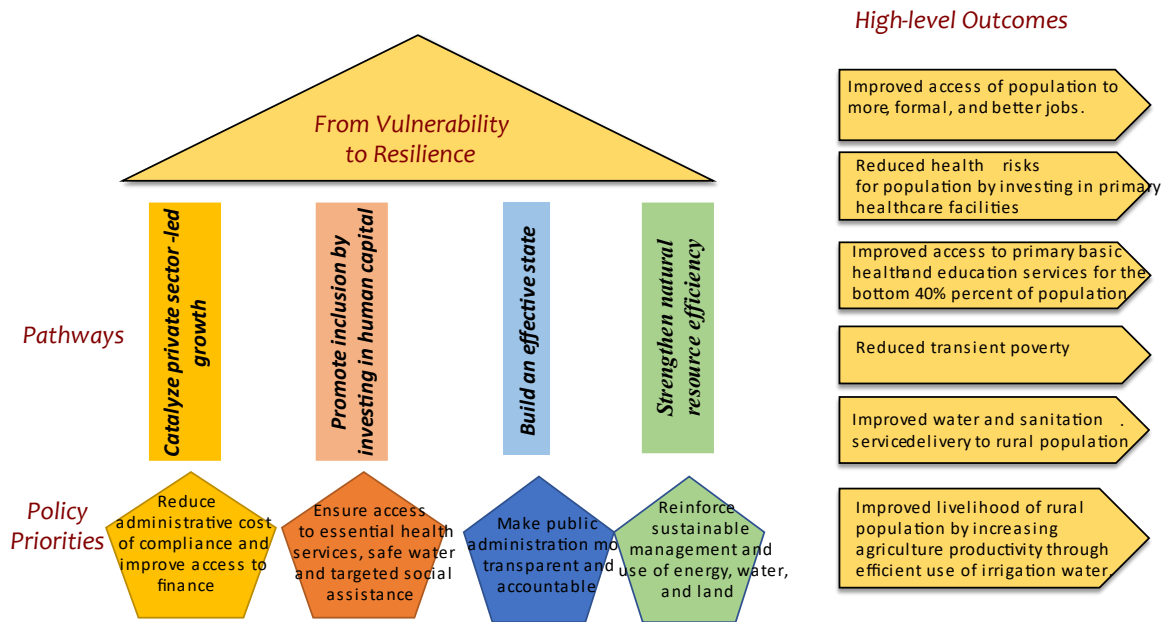 High-level Outcomes
From Vulnerability
to Resilience
Pathways
Catalyze private sector -led
growth
Promote inclusion by
investing in human capital
Build an effective state
Strengthen natural
resource efficiency
Policy
Priorities
Reduce
administrative cost
of compliance and
improve access to
finance
Ensure access
to essential health
services, safe water
and targeted social
assistance
Make public
administration mo
transparent and
accountable
Reinforce
sustainable
management and
use of energy, water,
and land
Improved access of population to
more, formal, and better jobs.
Reduced health risks
for population by investing in primary
healthcare facilities
Improved access to primary basic
health and education services for the
bottom 40% percent of population
Reduced transient poverty
Improved water and sanitation .
service delivery to rural population
Improved livelihood of rural
population by increasing
agriculture productivity through
efficient use of irrigation water.